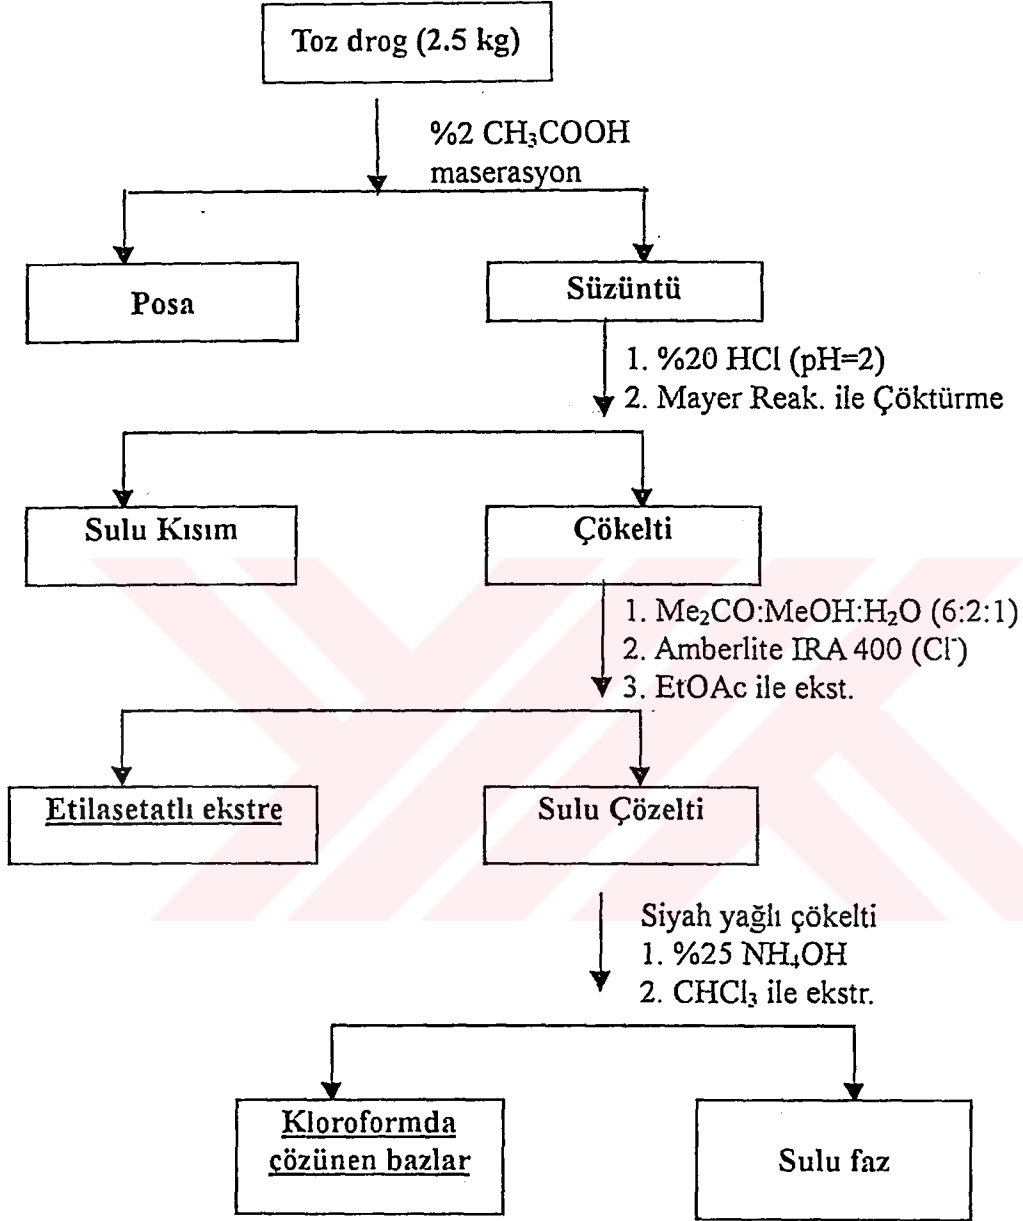 Toz drog (2.5 kg)
%2 CH₃COOH
maserasyon
Posa
Süzüntü
1. %20 HCl (pH=2)
2. Mayer Reak. ile Çöktürme
Sulu Kısım
Çökelti
1. Me₂CO:MeOH:H₂O (6:2:1)
2. Amberlite IRA 400 (Cl⁻)
3. EtOAc ile ekst.
Etilasetatlı ekstre
Sulu Çözelti
Siyah yağlı çökelti
1. %25 NH₄OH
2. CHCl₃ ile ekstr.
Kloroformda
çözünen bazlar
Sulu faz